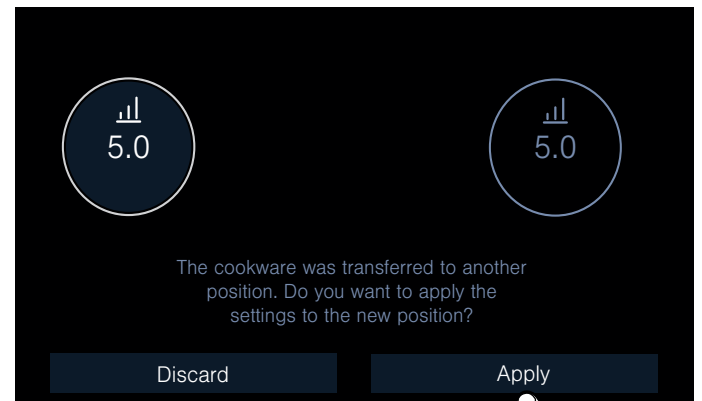 5.0
5.0
The cookware was transferred to another
position. Do you want to apply the
settings to the new position?
Discard
Apply